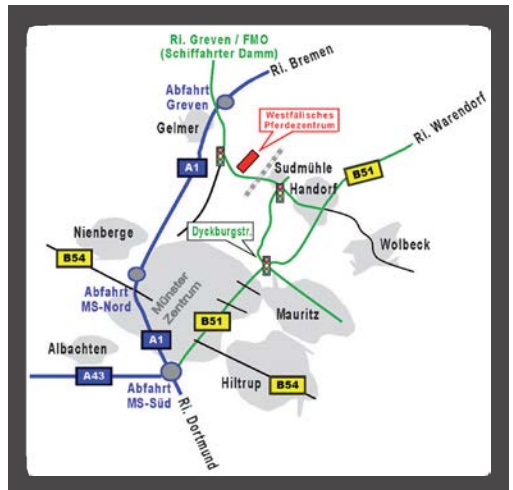 Ri. Greven / FMO
(Schiffahrter Damm)
Ri. Bremen
Abfahrt
Greven
Gelmer
Westfälisches
Pferdezentrum
Ri. Warendorf
A1
B51
Sudmühle
Handorf
Dyckburgstr.
Nienberge
Wolbeck
B54
Abfahrt
MS-Nord
Münster
Zentrum
Mauritz
B51
A1
Albachten
A43
Abfahrt
MS-Süd
Hiltrup
B54
Ri. Dortmund